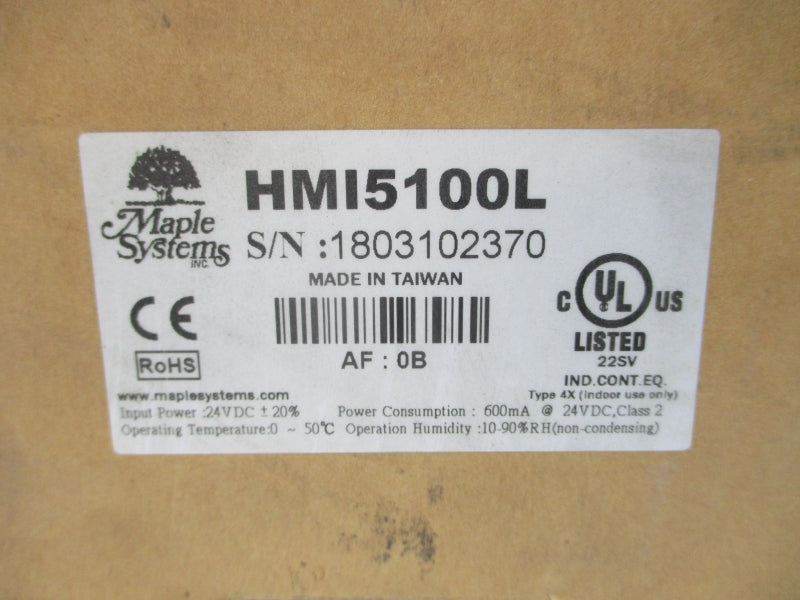 Maple
Systems
INC.
HMI5100L
S/N :1803102370
MADE IN TAIWAN
AF : 0B
CE
RoHS
C UL US
LISTED
22SV
IND.CONT.EQ.
Type 4X (Indoor use only)
www.maplesystems.com
Input Power :24VDC ± 20% Power Consumption : 600mA @ 24VDC,Class 2
Operating Temperature:0 ~ 50℃ Operation Humidity :10-90%RH(non-condensing)